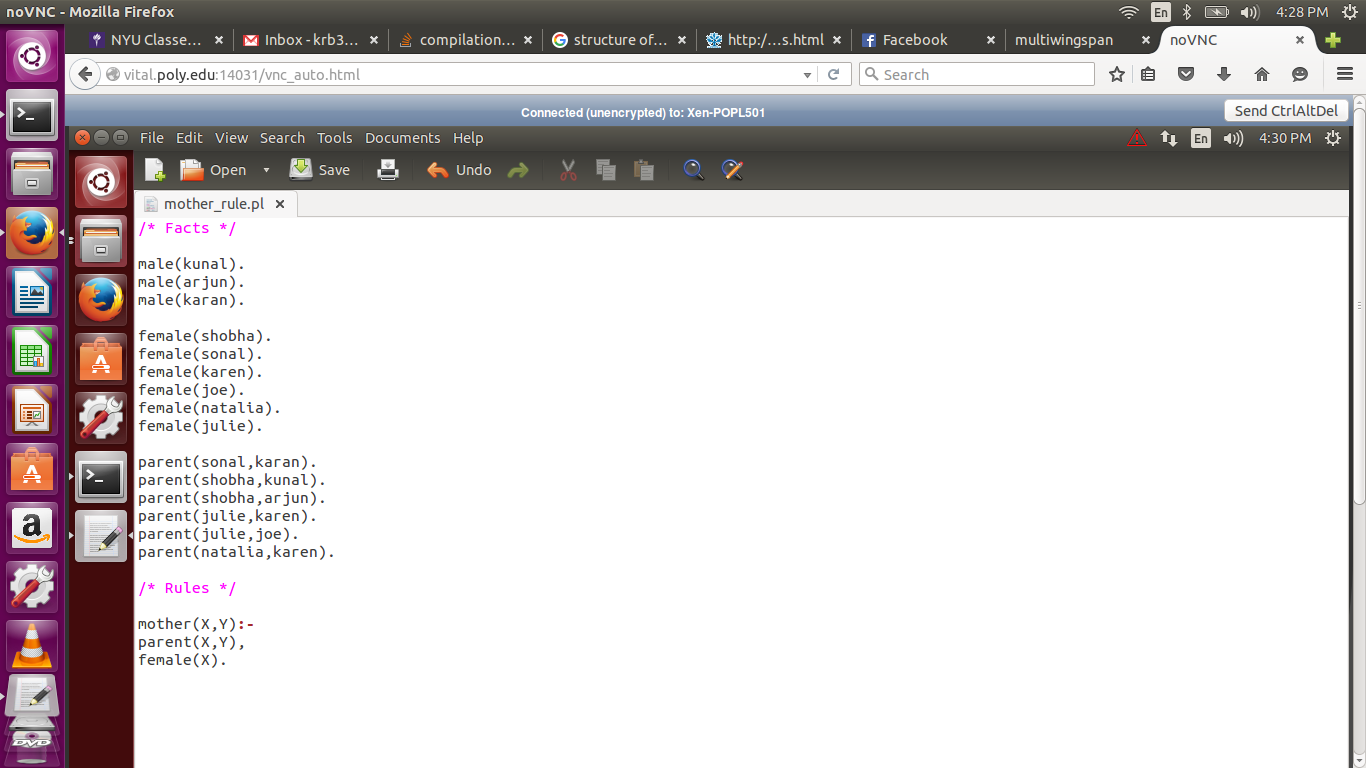 noVNC - Mozilla Firefox
En
4:28 PM
NYU Classe...
Inbox - krb3...
compilation...
structure of...
http:/...s.html
Facebook
multiwingspan
noVNC
vital.poly.edu:14031/vnc_auto.html
Search
Connected (unencrypted) to: Xen-POPL501
Send CtrlAltDel
File Edit View Search Tools Documents Help
En
4:30 PM
Open
Save
Undo
mother_rule.pl
/* Facts */
male(kunal).
male(arjun).
male(karan).
female(shobha).
female(sonal).
female(karen).
female(joe).
female(natalia).
female(julie).
parent(sonal,karan).
parent(shobha,kunal).
parent(shobha,arjun).
parent(julie,karen).
parent(julie,joe).
parent(natalia,karen).
/* Rules */
mother(X,Y):-
parent(X,Y),
female(X).
DVD